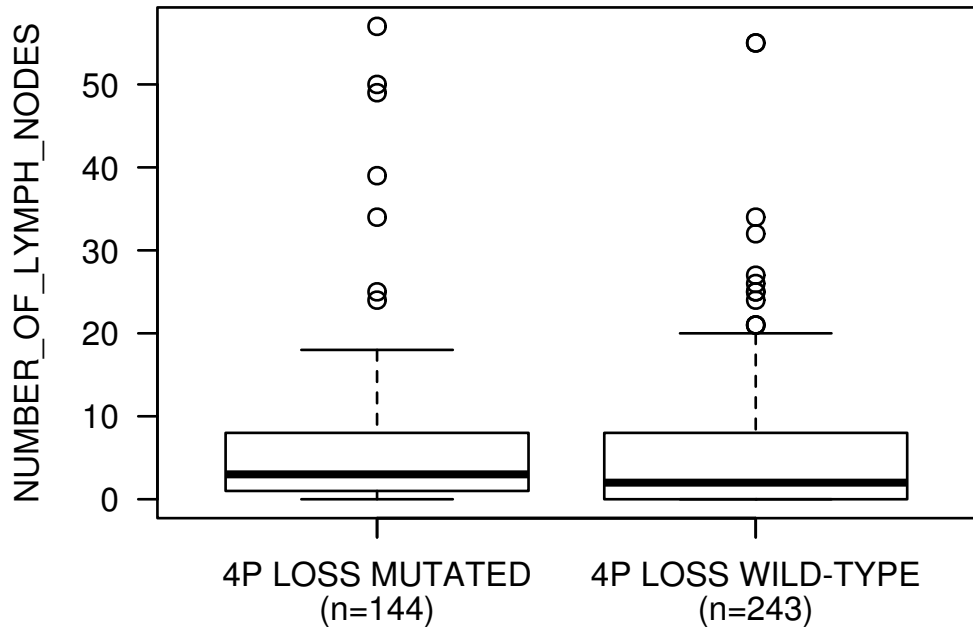 NUMBER_OF_LYMPH_NODES
50
40
30
20
10
0
4P LOSS MUTATED
(n=144)
4P LOSS WILD-TYPE
(n=243)